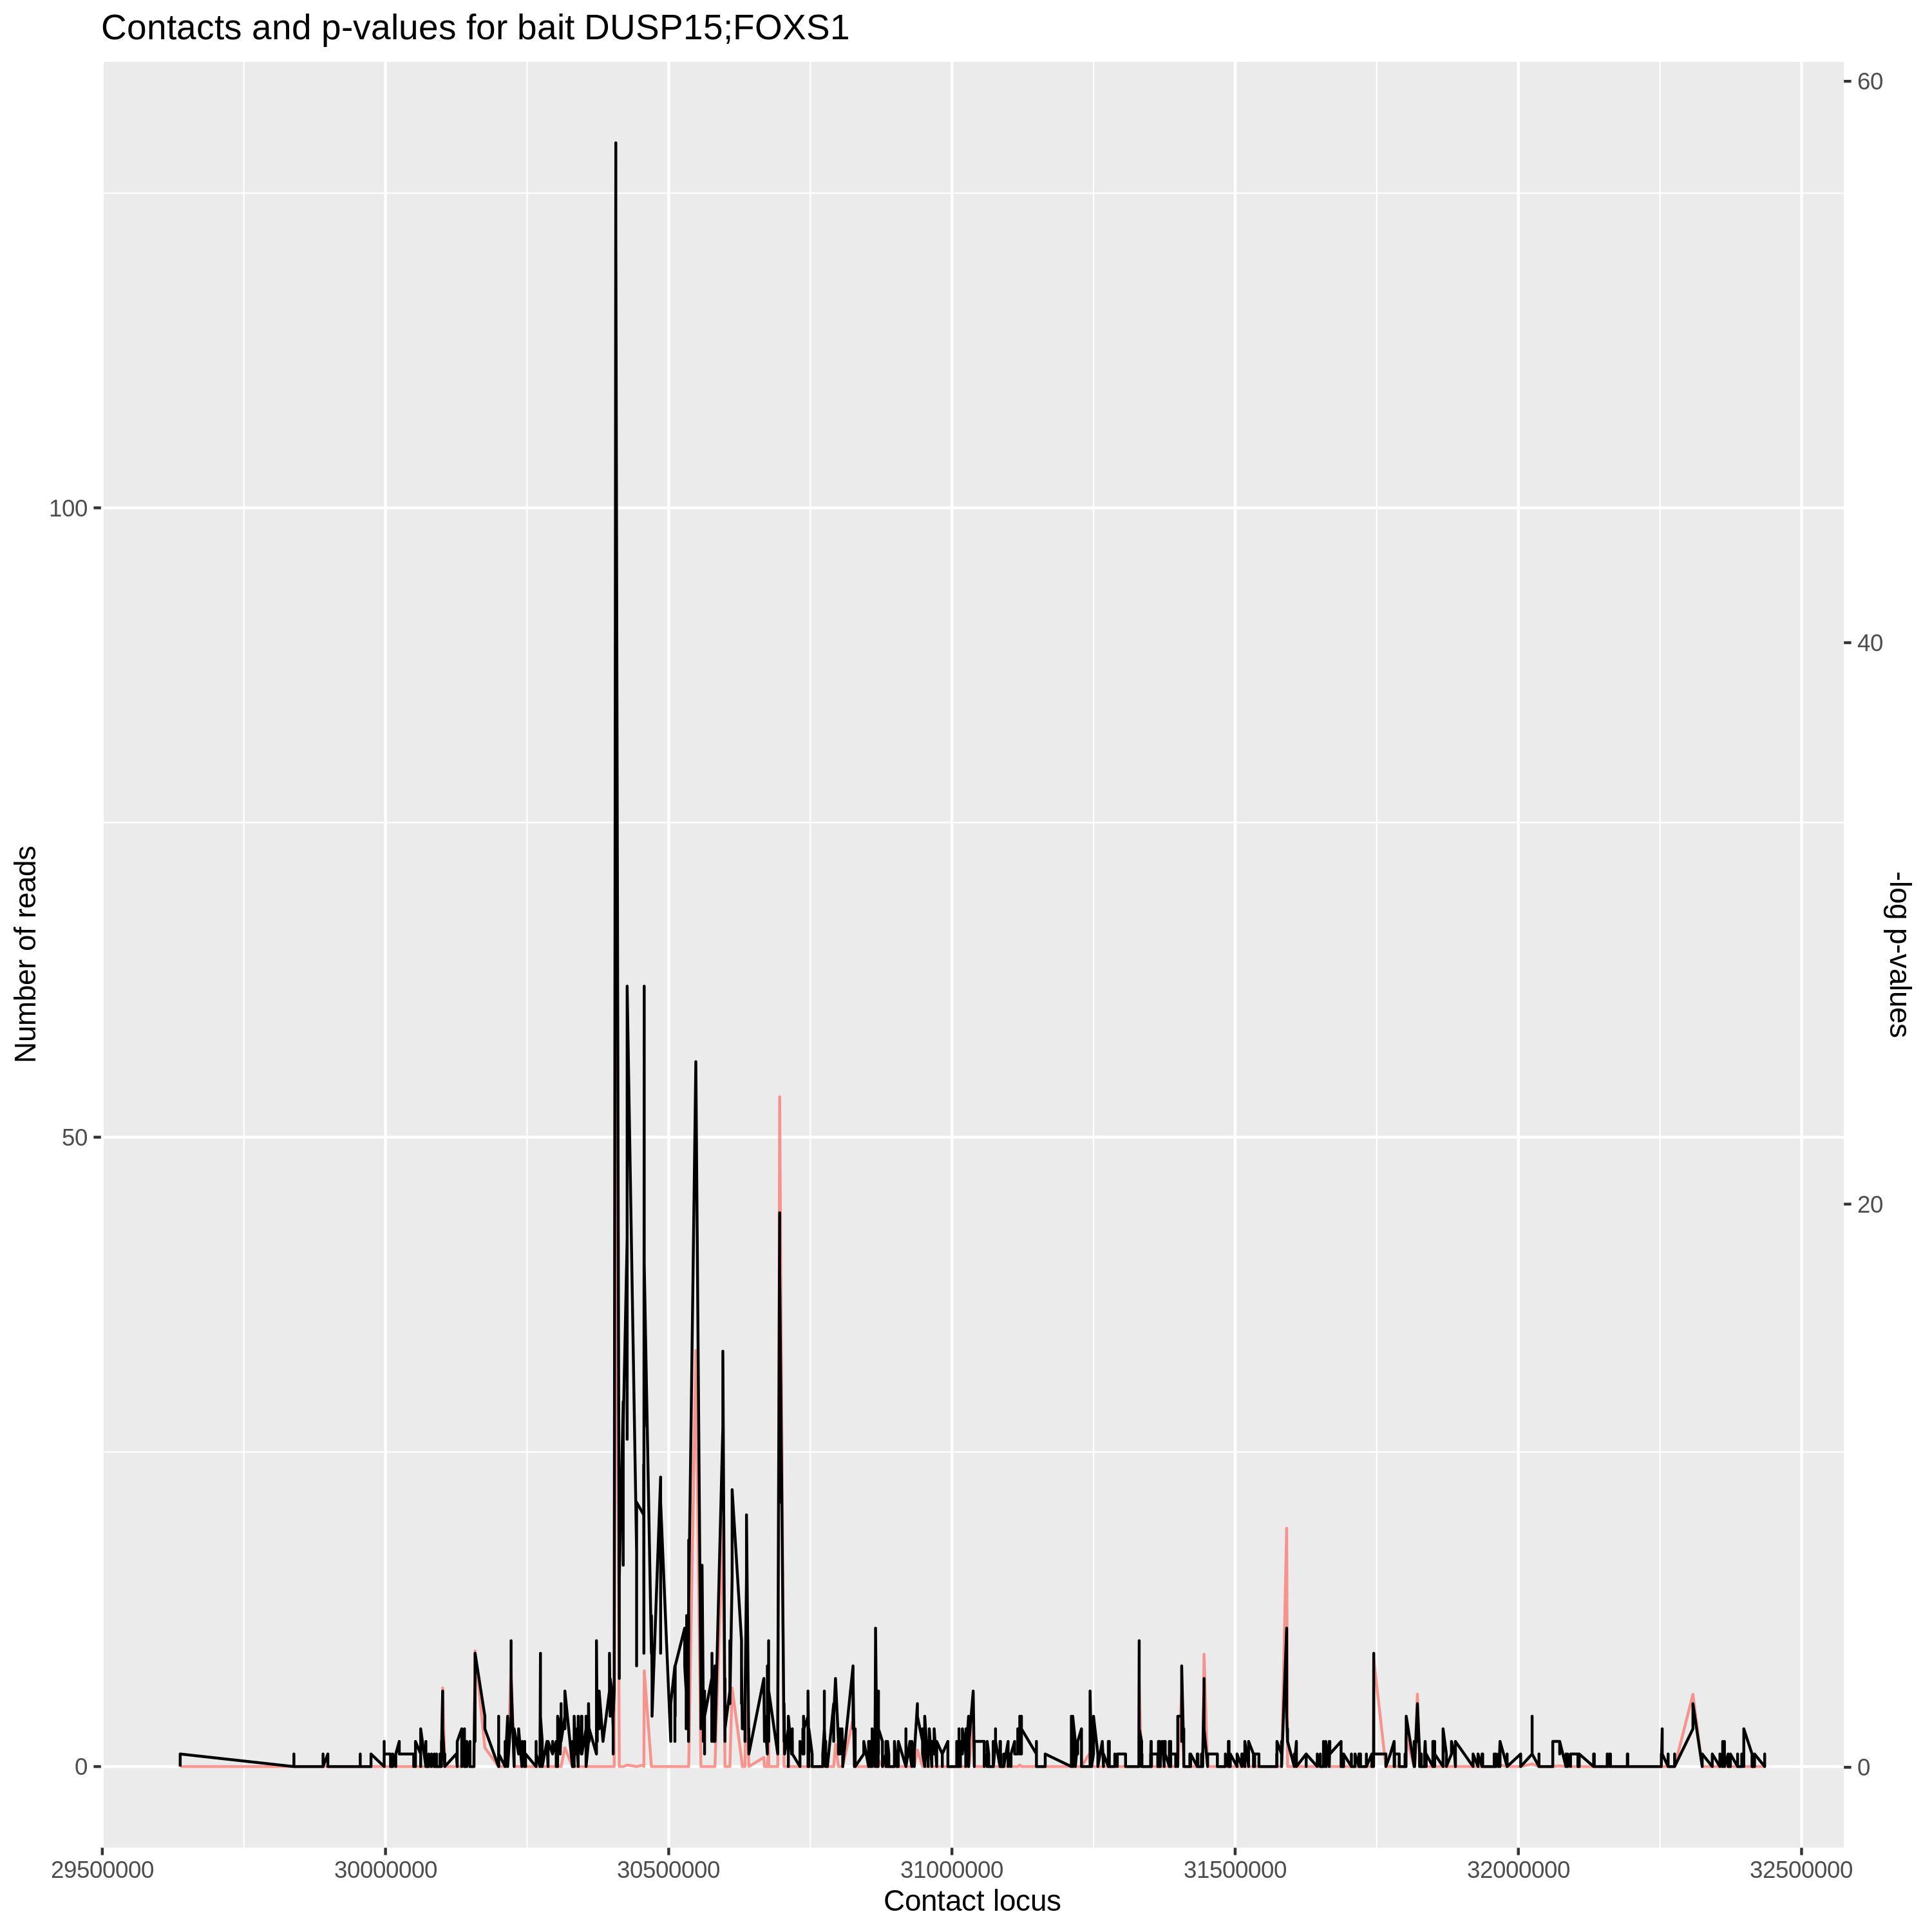 Contacts and p-values for bait DUSP15;FOXS1
Number of reads
100
50
0
60
40
20
0
-log p-values
29500000 30000000 30500000 31000000 31500000 32000000 32500000
Contact locus